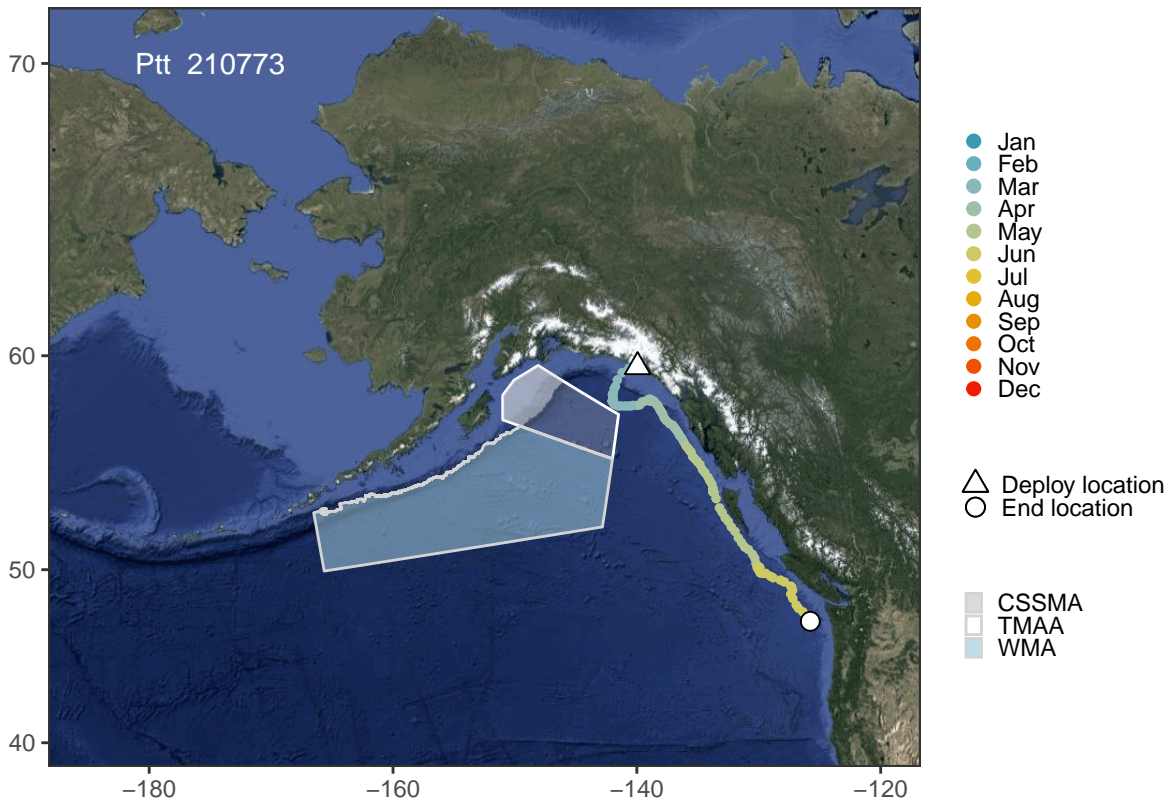 Ptt 210773
70
60
50
40
−180
−160
−140
−120
Jan
Feb
Mar
Apr
May
Jun
Jul
Aug
Sep
Oct
Nov
Dec
Deploy location
End location
CSSMA
TMAA
WMA